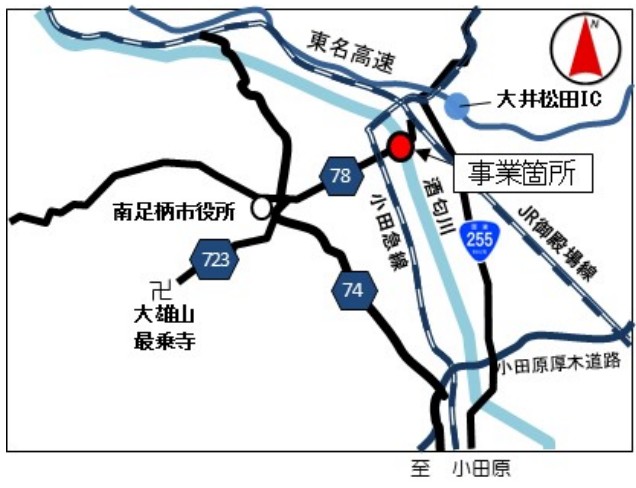 N
東名高速
大井松田IC
事業箇所
78
酒匂川
小田急線
南足柄市役所
JR御殿場線
255
723
卍
大雄山
最乗寺
74
小田原厚木道路
至 小田原